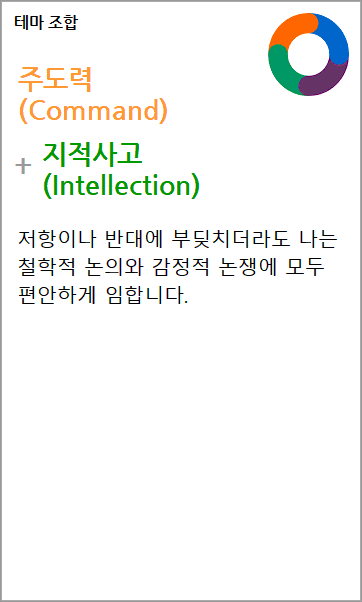 테마 조합
주도력
(Command)
+ 지적사고
(Intellection)
저항이나 반대에 부딪치더라도 나는
철학적 논의와 감정적 논쟁에 모두
편안하게 임합니다.